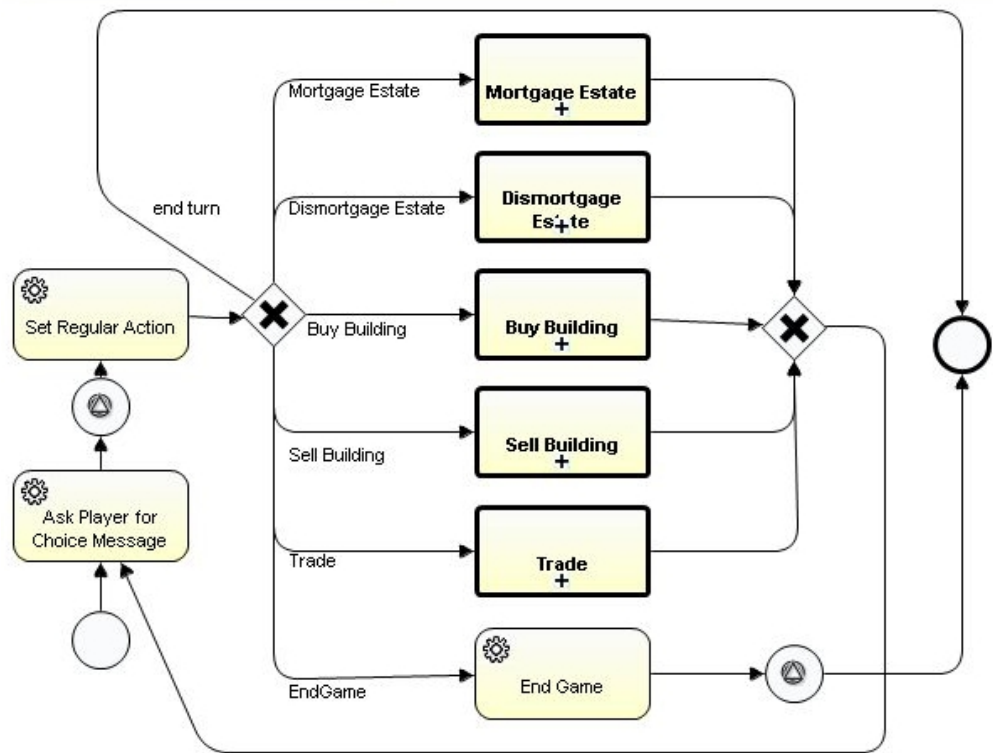 Mortgage Estate
Mortgage Estate
end turn
Dismortgage Estate
Dismortgage
Estate
Set Regular Action
Buy Building
Buy Building
Sell Building
Sell Building
Ask Player for
Choice Message
Trade
Trade
EndGame
End Game